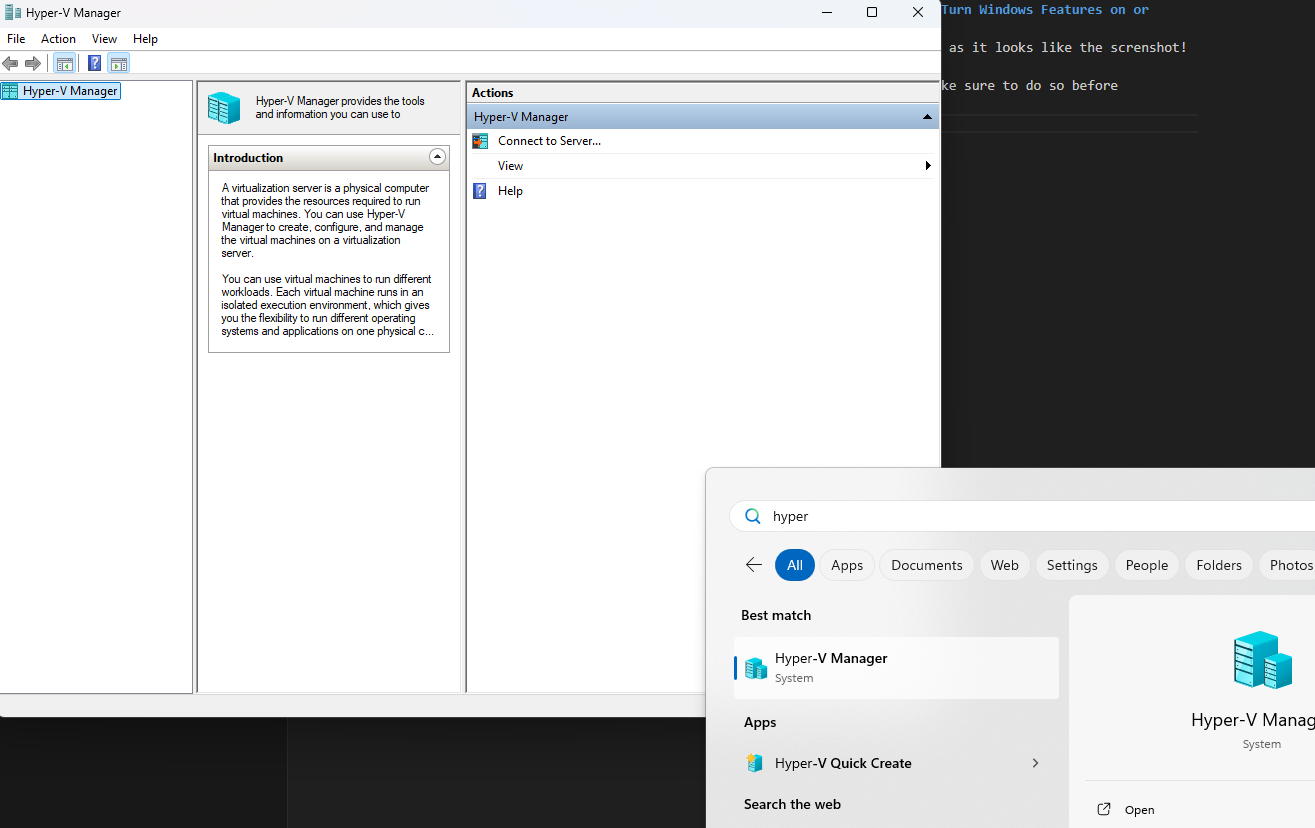 Hyper-V Manager
File Action View Help
Hyper-V Manager
Hyper-V Manager provides the tools
and information you can use to
Introduction
A virtualization server is a physical computer
that provides the resources required to run
virtual machines. You can use Hyper-V
Manager to create, configure, and manage
the virtual machines on a virtualization
server.
You can use virtual machines to run different
workloads. Each virtual machine runs in an
isolated execution environment, which gives
you the flexibility to run different operating
systems and applications on one physical c...
Actions
Hyper-V Manager
Connect to Server...
View
Help
Turn Windows Features on or
as it looks like the screnshot!
ke sure to do so before
hyper
All Apps Documents Web Settings People Folders Photos
Best match
Hyper-V Manager
System
Apps
Hyper-V Quick Create
Search the web
Hyper-V Manag
System
Open